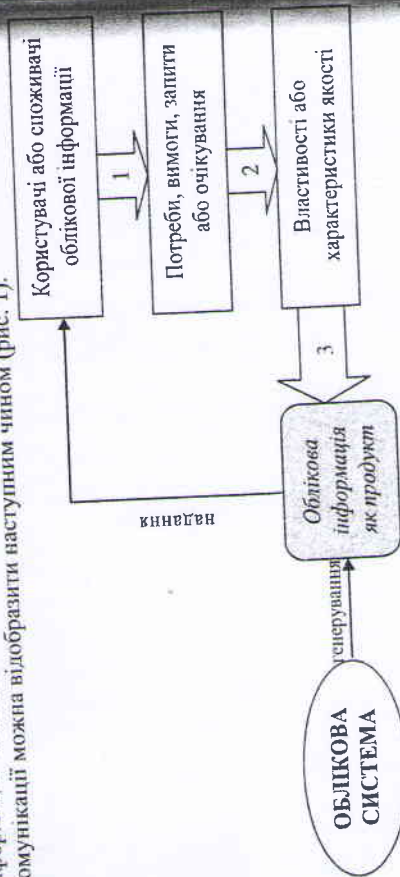 комунікації можна відобразити наступним чином (рис. 1).
Користувачі або споживачі
облікової інформації
1
Потреби, вимоги, запити
або очікування
2
Властивості або
характеристики якості
3
надання
Облікова
інформація
як продукт
генерування
ОБЛІКОВА
СИСТЕМА